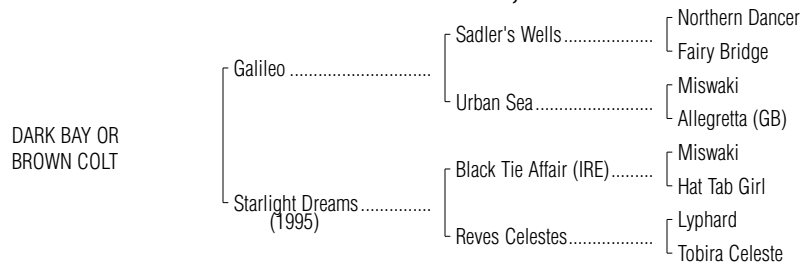 Northern Dancer
Sadler's Wells...................
Fairy Bridge
Galileo ..............................
Miswaki
Urban Sea.........................
Allegretta (GB)
DARK BAY OR
BROWN COLT
Miswaki
Black Tie Affair (IRE).........
Hat Tab Girl
Starlight Dreams...............
(1995)
Lyphard
Reves Celestes..................
Tobira Celeste